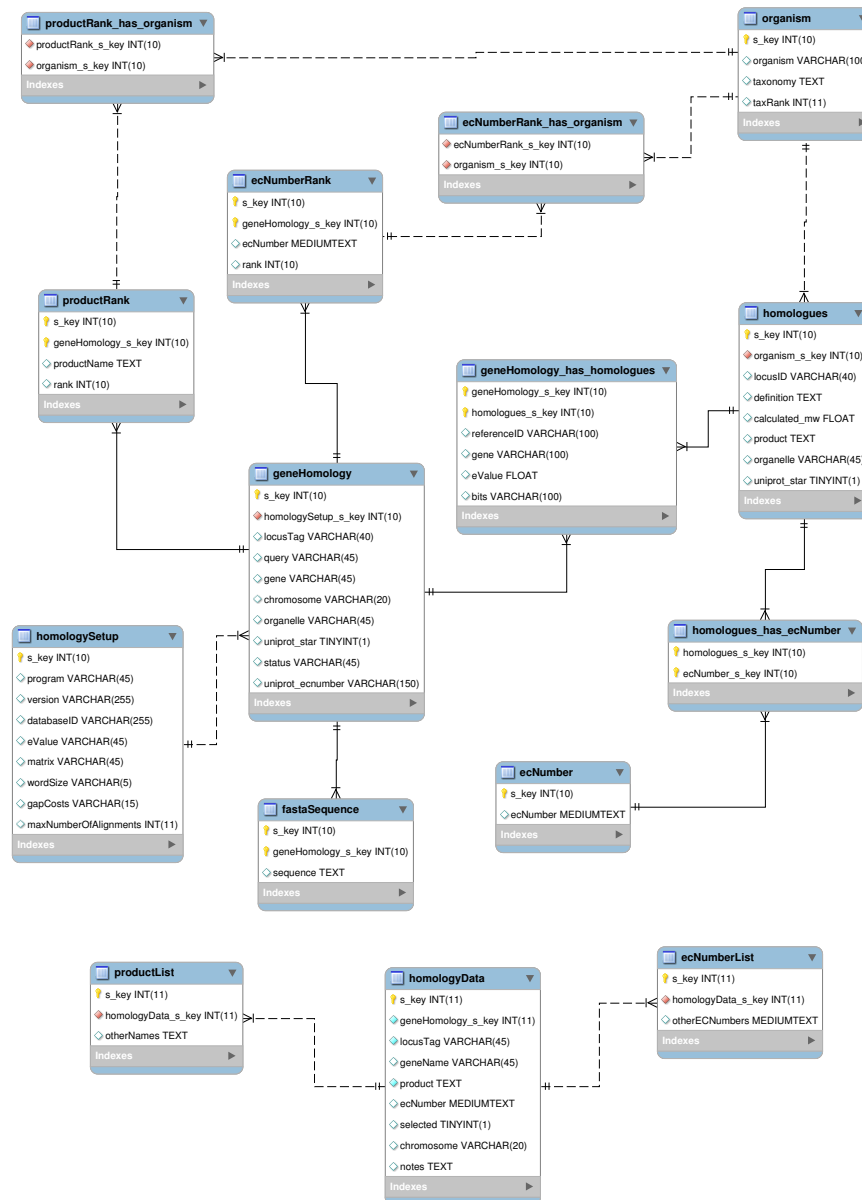 productRank_has_organism
productRank_s_key INT(10)
organism_s_key INT(10)
Indexes
organism
s_key INT(10)
organism VARCHAR(100
taxonomy TEXT
taxRank INT(11)
Indexes
ecNumberRank_has_organism
ecNumberRank_s_key INT(10)
organism_s_key INT(10)
Indexes
ecNumberRank
s_key INT(10)
geneHomology_s_key INT(10)
ecNumber MEDIUMTEXT
rank INT(10)
Indexes
productRank
s_key INT(10)
geneHomology_s_key INT(10)
productName TEXT
rank INT(10)
Indexes
homologues
s_key INT(10)
organism_s_key INT(10)
locusID VARCHAR(40)
definition TEXT
calculated_mw FLOAT
product TEXT
organelle VARCHAR(45)
uniprot_star TINYINT(1)
Indexes
geneHomology_has_homologues
geneHomology_s_key INT(10)
homologues_s_key INT(10)
referenceID VARCHAR(100)
gene VARCHAR(100)
eValue FLOAT
bits VARCHAR(100)
Indexes
geneHomology
s_key INT(10)
homologySetup_s_key INT(10)
locusTag VARCHAR(40)
query VARCHAR(45)
gene VARCHAR(45)
chromosome VARCHAR(20)
organelle VARCHAR(45)
uniprot_star TINYINT(1)
status VARCHAR(45)
uniprot_ecnumber VARCHAR(150)
Indexes
homologySetup
s_key INT(10)
program VARCHAR(45)
version VARCHAR(255)
databaseID VARCHAR(255)
eValue VARCHAR(45)
matrix VARCHAR(45)
wordSize VARCHAR(5)
gapCosts VARCHAR(15)
maxNumberOfAlignments INT(11)
Indexes
homologues_has_ecNumber
homologues_s_key INT(10)
ecNumber_s_key INT(10)
Indexes
ecNumber
s_key INT(10)
ecNumber MEDIUMTEXT
Indexes
fastaSequence
s_key INT(10)
geneHomology_s_key INT(10)
sequence TEXT
Indexes
productList
s_key INT(11)
homologyData_s_key INT(11)
otherNames TEXT
Indexes
homologyData
s_key INT(11)
geneHomology_s_key INT(11)
locusTag VARCHAR(45)
geneName VARCHAR(45)
product TEXT
ecNumber MEDIUMTEXT
selected TINYINT(1)
chromosome VARCHAR(20)
notes TEXT
Indexes
ecNumberList
s_key INT(11)
homologyData_s_key INT(11)
otherECNumbers MEDIUMTEXT
Indexes